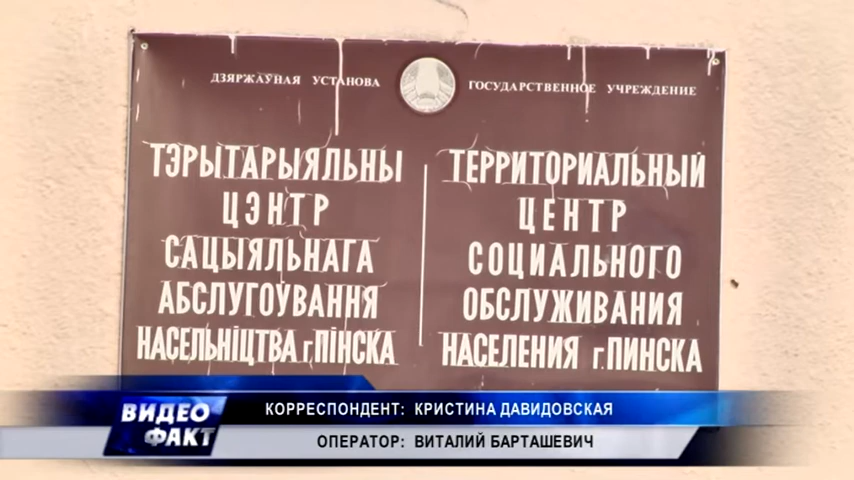 ДЗЯРЖАЎНАЯ УСТАНОВА
ТЭРЫТАРЫЯЛЬНЫ
ЦЭНТР
САЦЫЯЛЬНАГА
АБСЛУГОЎВАННЯ
НАСЕЛЬНІЦТВА г.ПІНСКА
ГОСУДАРСТВЕННОЕ УЧРЕЖДЕНИЕ
ТЕРРИТОРИАЛЬНЫЙ
ЦЕНТР
СОЦИАЛЬНОГО
ОБСЛУЖИВАНИЯ
НАСЕЛЕНИЯ г.ПИНСКА
ВИДЕО
ФАКТ
КОРРЕСПОНДЕНТ: КРИСТИНА ДАВИДОВСКАЯ
ОПЕРАТОР: ВИТАЛИЙ БАРТАШЕВИЧ